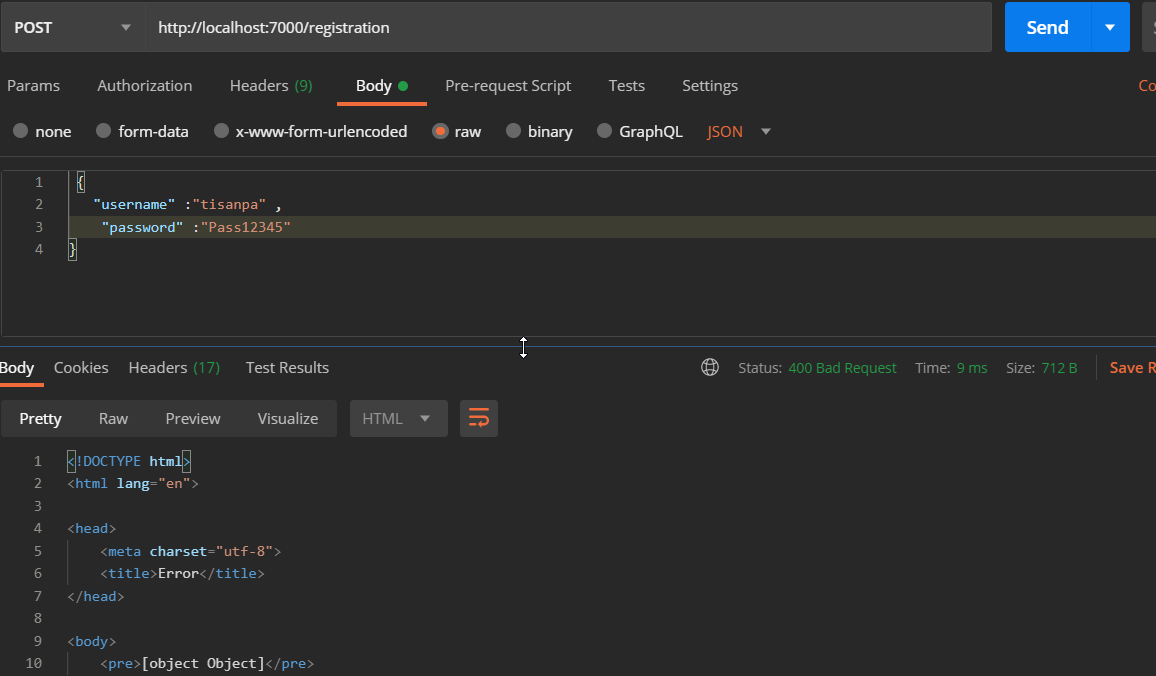 POST http://localhost:7000/registration Send
Params Authorization Headers (9) Body Pre-request Script Tests Settings
none form-data x-www-form-urlencoded raw binary GraphQL JSON
1 {
2 "username" :"tisanpa" ,
3 "password" :"Pass12345"
4 }
Body Cookies Headers (17) Test Results Status: 400 Bad Request Time: 9 ms Size: 712 B Save R
Pretty Raw Preview Visualize HTML
1 <!DOCTYPE html>
2 <html lang="en">
3
4 <head>
5 <meta charset="utf-8">
6 <title>Error</title>
7 </head>
8
9 <body>
10 <pre>[object Object]</pre>